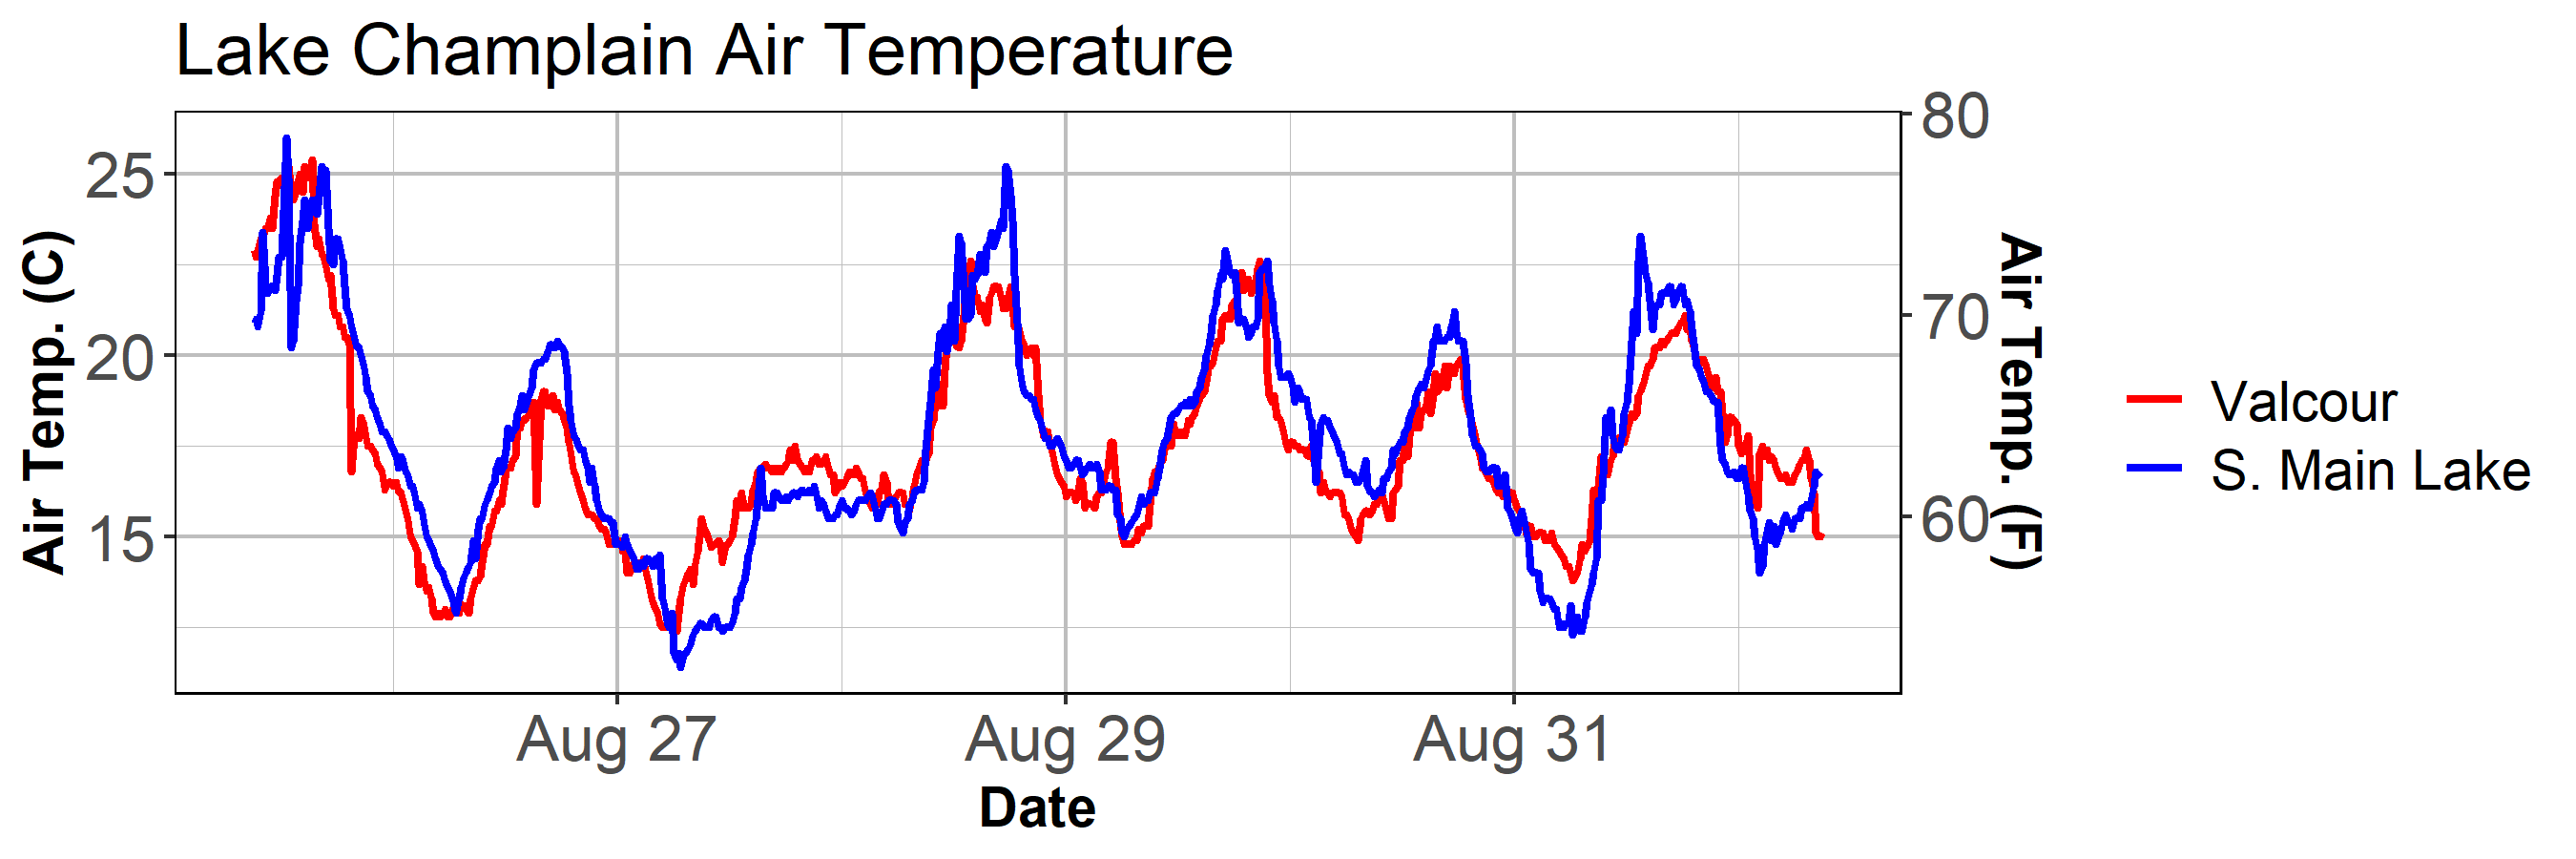 Lake Champlain Air Temperature
Air Temp. (C)
25
20
15
80
70
60
Air Temp. (F)
Aug 27
Aug 29
Aug 31
Date
Valcour
S. Main Lake